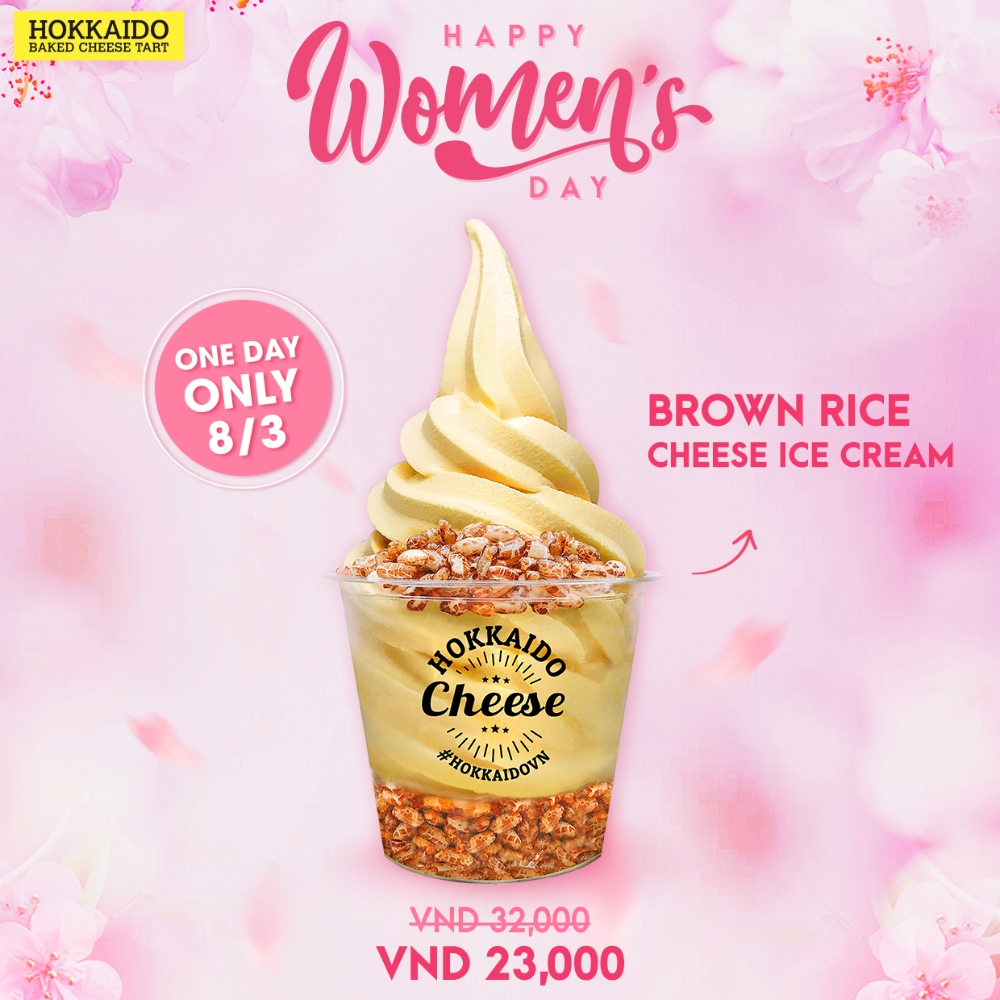 HOKKAIDO
BAKED CHEESE TART
HAPPY
Women's
DAY
ONE DAY
ONLY
8/3
BROWN RICE
CHEESE ICE CREAM
HOKKAIDO
Cheese
#HOKKAIDOVN
VND 32,000
VND 23,000